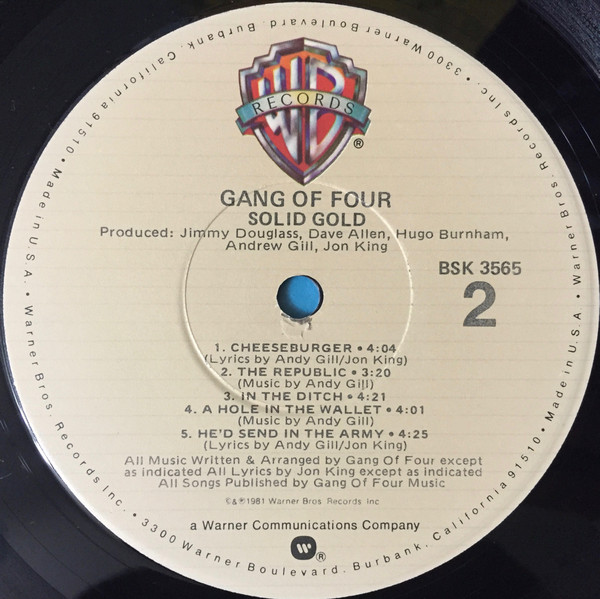 WB
RECORDS
®
GANG OF FOUR
SOLID GOLD
Produced: Jimmy Douglass, Dave Allen, Hugo Burnham,
Andrew Gill, Jon King
BSK 3565
2
1. CHEESEBURGER • 4:04
(Lyrics by Andy Gill/Jon King)
2. THE REPUBLIC • 3:20
(Music by Andy Gill)
3. IN THE DITCH • 4:21
4. A HOLE IN THE WALLET • 4:01
(Music by Andy Gill)
5. HE'D SEND IN THE ARMY • 4:25
(Lyrics by Andy Gill/Jon King)
All Music Written & Arranged by Gang Of Four except
as indicated All Lyrics by Jon King except as indicated
All Songs Published by Gang Of Four Music
©&℗1981 Warner Bros. Records Inc
a Warner Communications Company
®
Warner Bros. Records Inc. • 3300 Warner Boulevard, Burbank, California 91510 • Made in U.S.A. •
Warner Bros. Records Inc. • 3300 Warner Boulevard, Burbank, California 91510 • Made in U.S.A. •